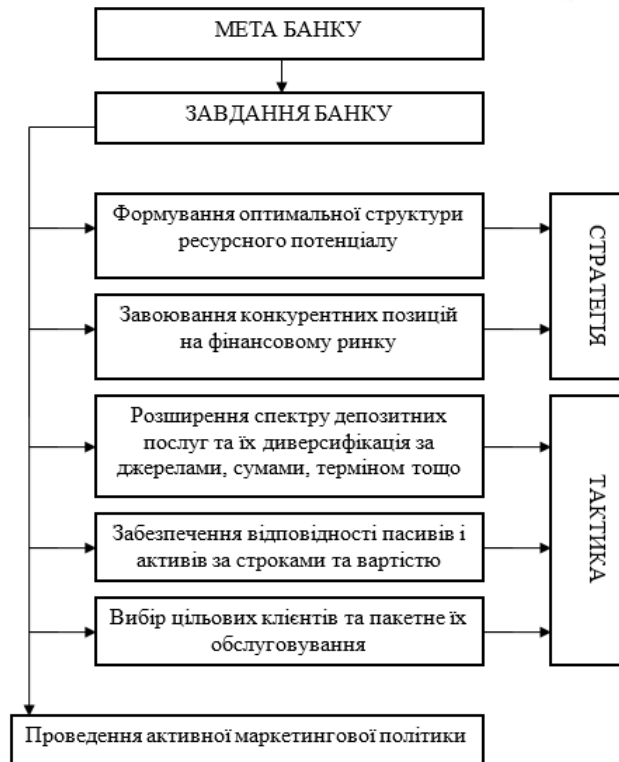 МЕТА БАНКУ
ЗАВДАННЯ БАНКУ
Формування оптимальної структури
ресурсного потенціалу
Завоювання конкурентних позицій
на фінансовому ринку
СТРАТЕГІЯ
Розширення спектру депозитних
послуг та їх диверсифікація за
джерелами, сумами, терміном тощо
Забезпечення відповідності пасивів і
активів за строками та вартістю
Вибір цільових клієнтів та пакетне їх
обслуговування
ТАКТИКА
Проведення активної маркетингової політики